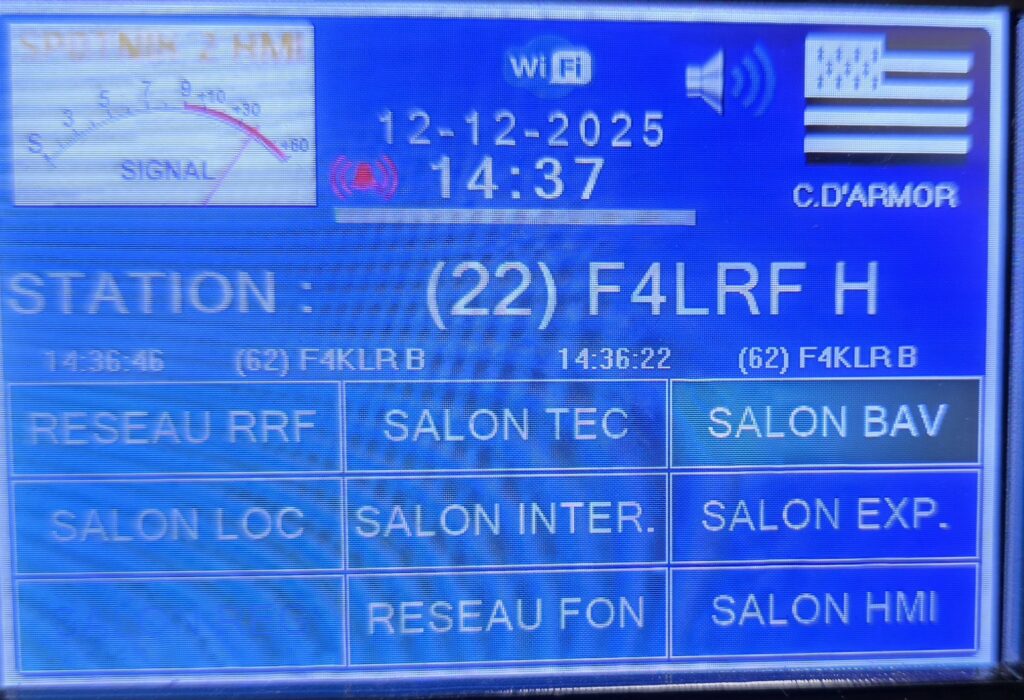 SPOTNIK 2 HMI
S 3 5 7 9 +10 +30 +60
SIGNAL
WiFi
12-12-2025
14:37
C.D'ARMOR
STATION : (22) F4LRF H
14:36:46 (62) F4KLR B 14:36:22 (62) F4KLR B
RESEAU RRF SALON TEC SALON BAV
SALON LOC SALON INTER. SALON EXP.
RESEAU FON SALON HMI